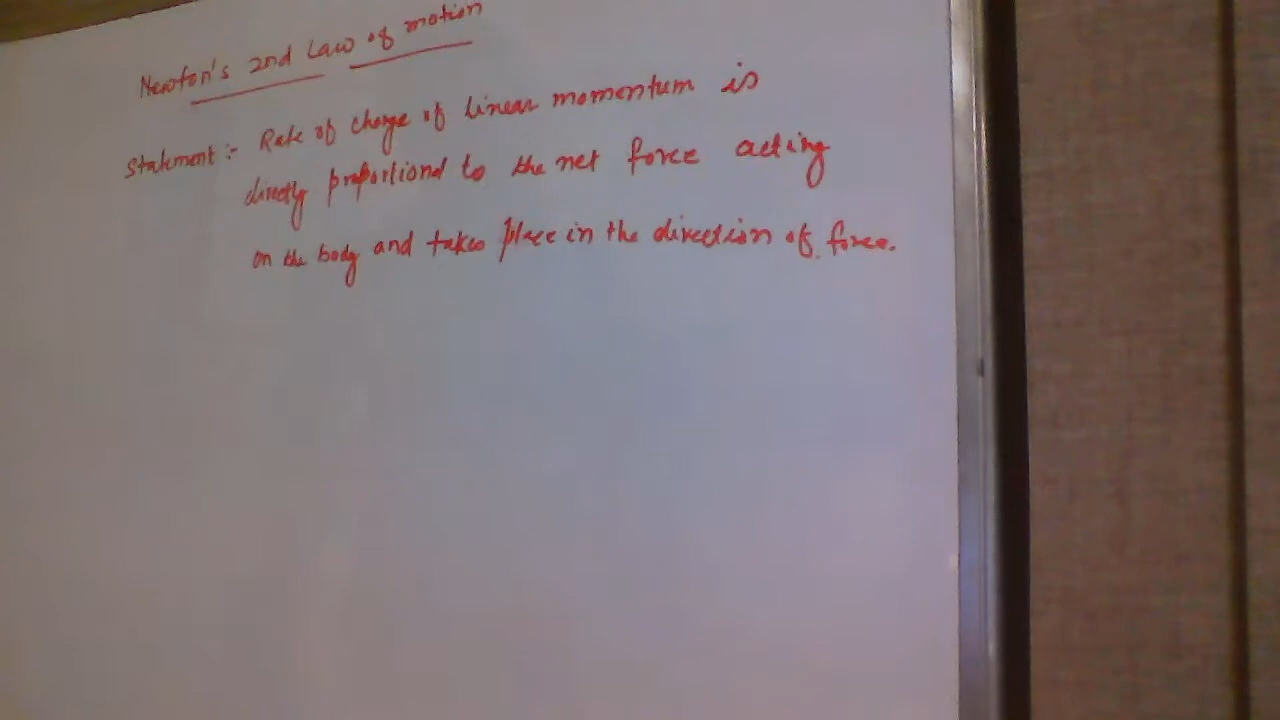 Newton's 2nd Law of motion
Statement :- Rate of change of linear momentum is
directly proportional to the net force acting
on the body and takes place in the direction of force.